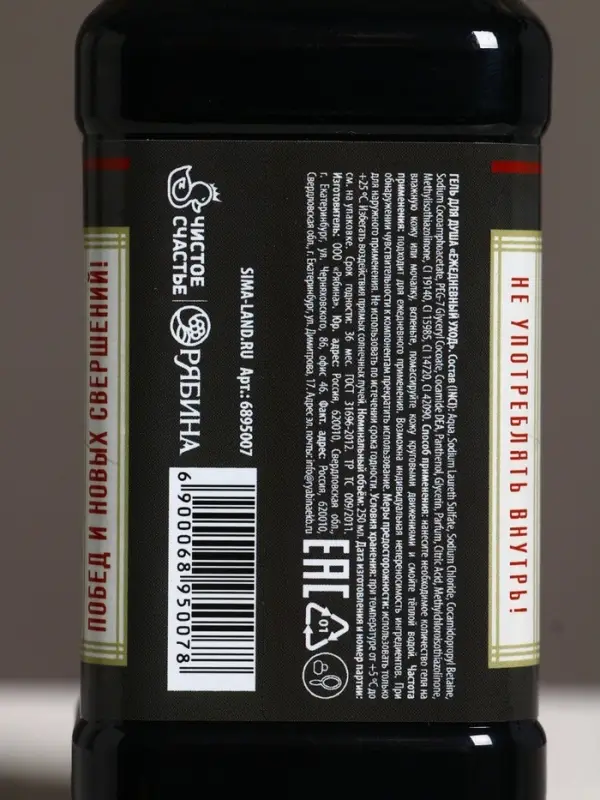 НЕ УПОТРЕБЛЯТЬ ВНУТРЬ!
ГЕЛЬ ДЛЯ ДУША «ЕЖЕДНЕВНЫЙ УХОД». Состав (INCI): Aqua, Sodium Laureth Sulfate, Sodium Chloride, Cocamidopropyl Betaine,
Sodium Cocoamphoacetate, PEG-7 Glyceryl Cocoate, Cocamide DEA, Panthenol, Glycerin, Parfum, Citric Acid, Methylchloroisothiazolinone,
Methylisothiazolinone, CI 19140, CI 15985, CI 14720, CI 42090. Способ применения: нанесите необходимое количество геля на
влажную кожу или мочалку, вспеньте, помассируйте кожу круговыми движениями и смойте тёплой водой. Частота
применения: подходит для ежедневного применения. Возможна индивидуальная непереносимость ингредиентов. При
обнаружении чувствительности к компонентам прекратить использование. Меры предосторожности: использовать только
для наружного применения. Не использовать по истечении срока годности. Условия хранения: при температуре от +5 °С до
+25 °С. Избегать воздействия прямых солнечных лучей. Номинальный объём: 250 мл. Дата изготовления и номер партии:
см. на упаковке. Срок годности: 36 мес. ГОСТ 31696-2012. ТР ТС 009/2011.
Изготовитель: ООО «Рябина». Юр. адрес: Россия, 620010, Свердловская обл.,
г. Екатеринбург, ул. Черняховского, 86, офис 46. Факт. адрес: Россия, 620010,
Свердловская обл., г. Екатеринбург, ул. Димитрова, 17. Адрес эл. почты: info@ryabinaekb.ru
EAC
01
SIMA-LAND.RU Арт.: 6895007
ЧИСТОЕ
СЧАСТЬЕ
РЯБИНА
6 900068 950078
ПОБЕД И НОВЫХ СВЕРШЕНИЙ!